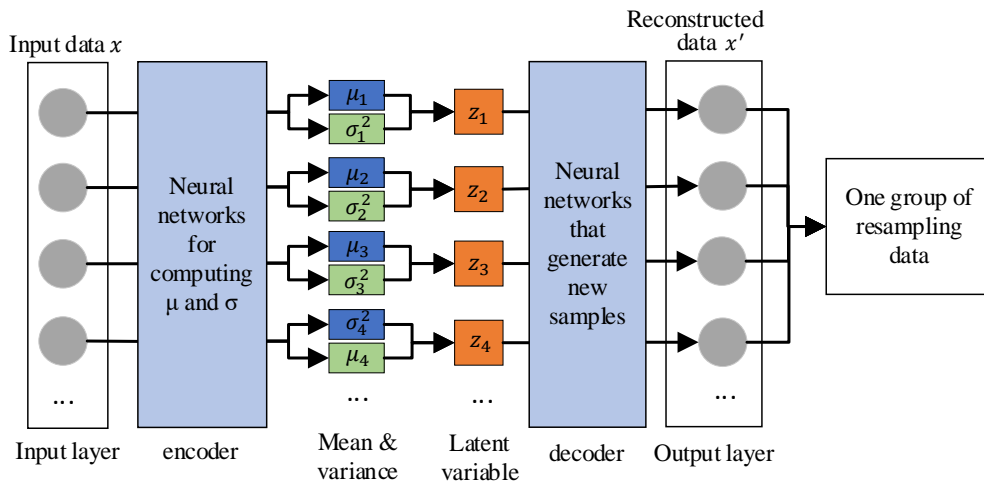 Input data x
Reconstructed
data x′
Neural
networks
for
computing
μ and σ
μ₁
σ₁²
μ₂
σ₂²
μ₃
σ₃²
σ₄²
μ₄
...
z₁
z₂
z₃
z₄
...
Neural
networks
that
generate
new
samples
One group of
resampling
data
...
...
Input layer
encoder
Mean &
variance
Latent
variable
decoder
Output layer